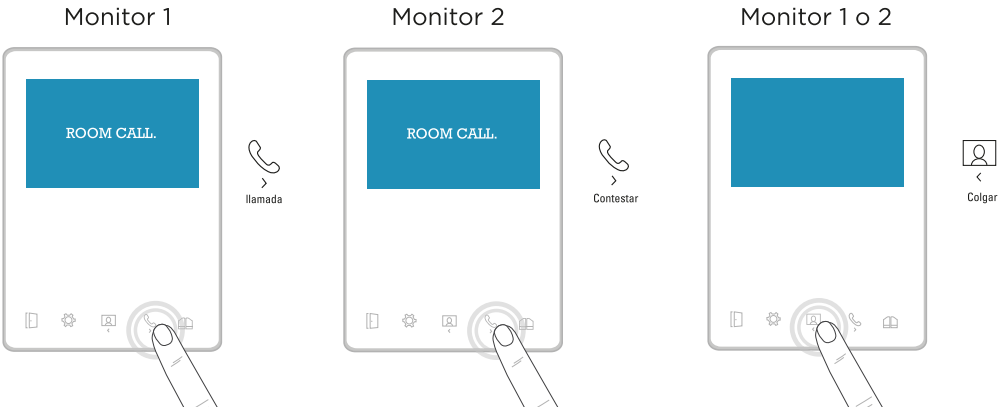 Monitor 1
Monitor 2
Monitor 1 o 2
ROOM CALL.
llamada
ROOM CALL.
Contestar
Colgar